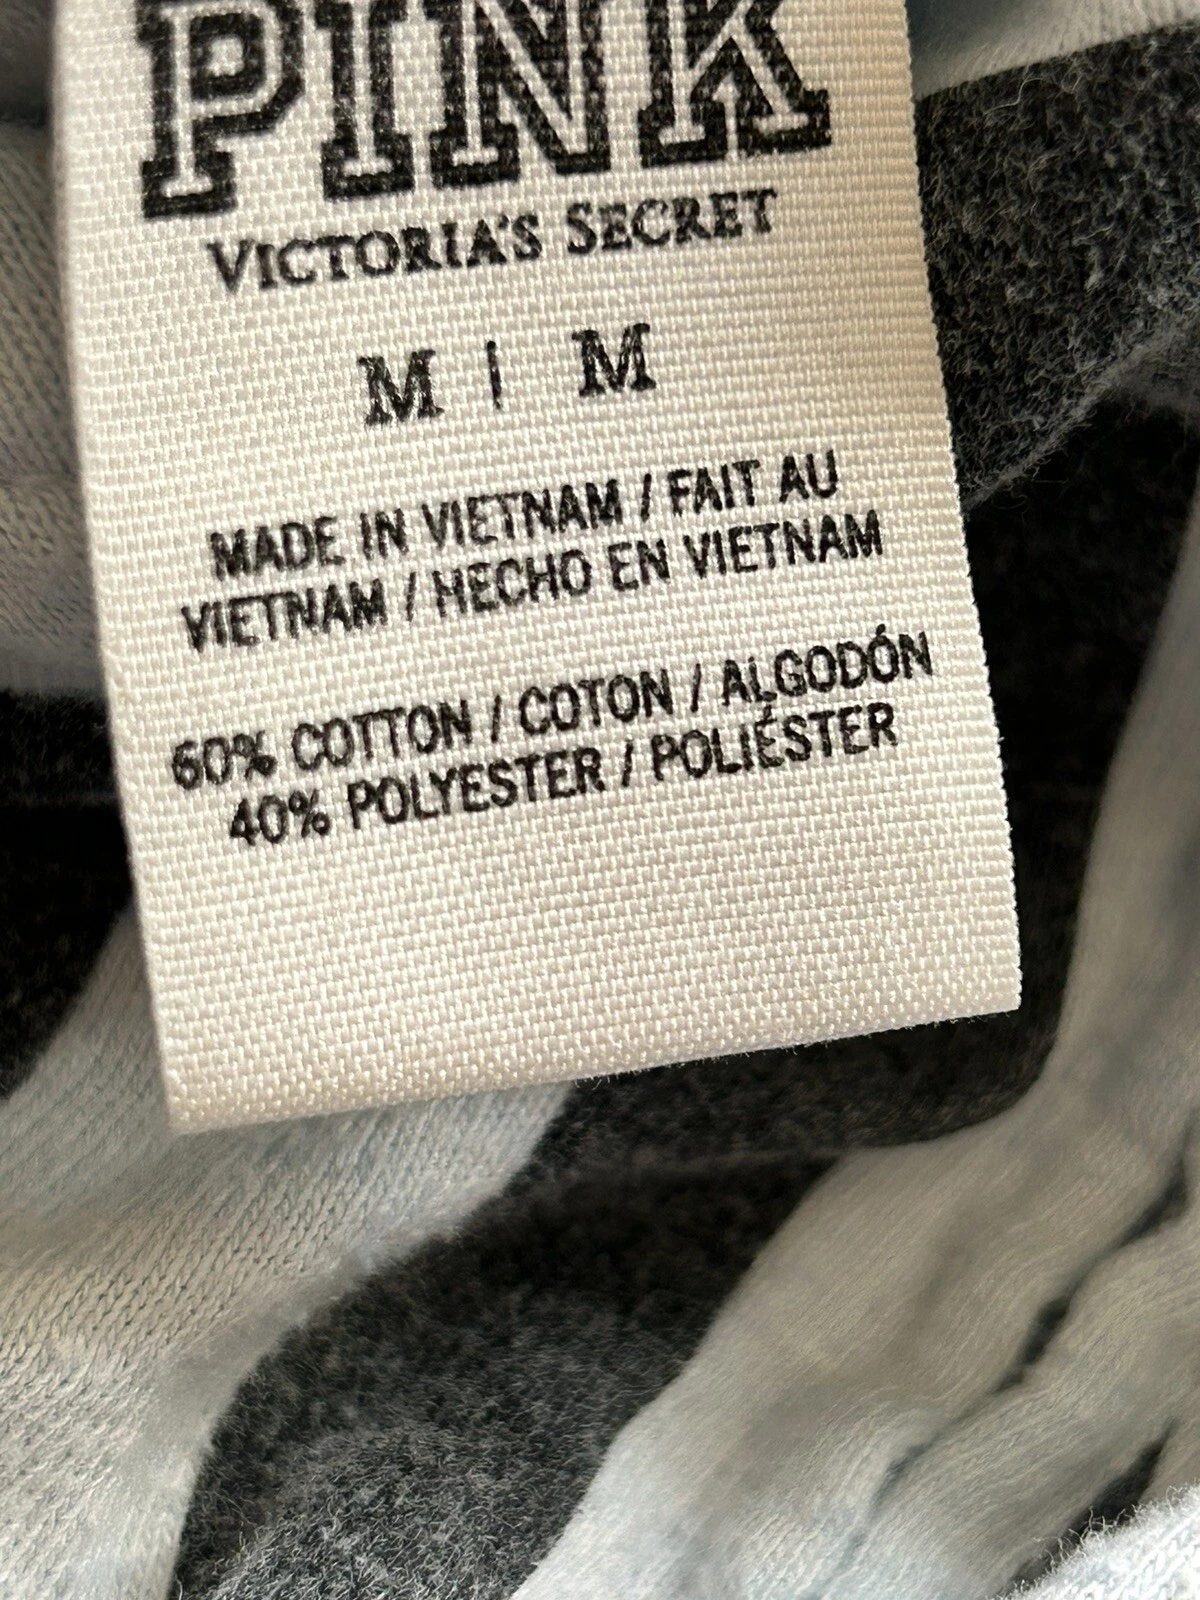 PINK
VICTORIA'S SECRET
M | M
MADE IN VIETNAM / FAIT AU
VIETNAM / HECHO EN VIETNAM
60% COTTON / COTON / ALGODÓN
40% POLYESTER / POLIÉSTER